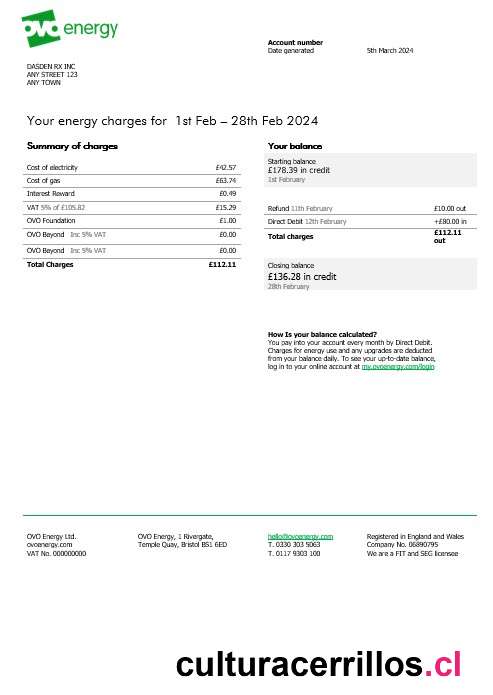 ovo energy
Account number
Date generated 5th March 2024
DASDEN RX INC
ANY STREET 123
ANY TOWN
Your energy charges for 1st Feb – 28th Feb 2024
Summary of charges
Cost of electricity £42.57
Cost of gas £63.74
Interest Reward £0.49
VAT 5% of £105.82 £15.29
OVO Foundation £1.00
OVO Beyond Inc 5% VAT £0.00
OVO Beyond Inc 5% VAT £0.00
Total Charges £112.11
Your balance
Starting balance
£178.39 in credit
1st February
Refund 11th February £10.00 out
Direct Debit 12th February +£80.00 in
Total charges £112.11
out
Closing balance
£136.28 in credit
28th February
How Is your balance calculated?
You pay into your account every month by Direct Debit.
Charges for energy use and any upgrades are deducted
from your balance daily. To see your up-to-date balance,
log in to your online account at my.ovoenergy.com/login
OVO Energy Ltd.
ovoenergy.com
VAT No. 000000000
OVO Energy, 1 Rivergate,
Temple Quay, Bristol BS1 6ED
hello@ovoenergy.com
T. 0330 303 5063
T. 0117 9303 100
Registered in England and Wales
Company No. 06890795
We are a FIT and SEG licensee
culturacerrillos.cl